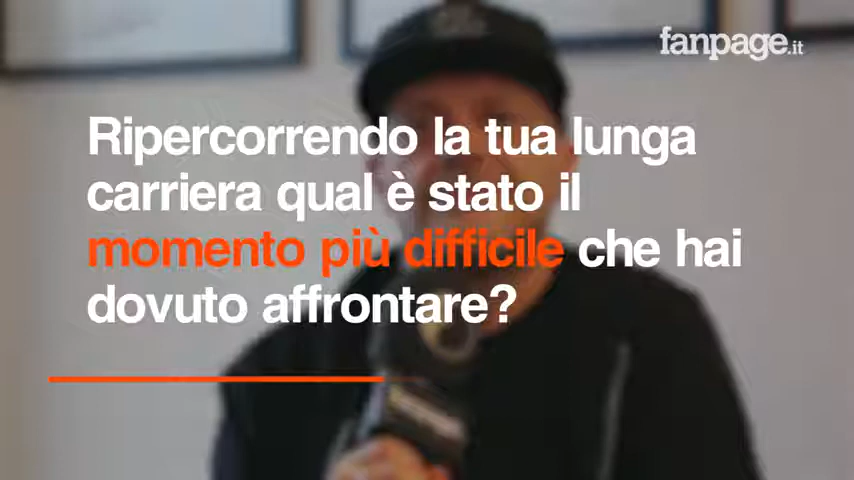 fanpage.it
Ripercorrendo la tua lunga
carriera qual è stato il
momento più difficile che hai
dovuto affrontare?